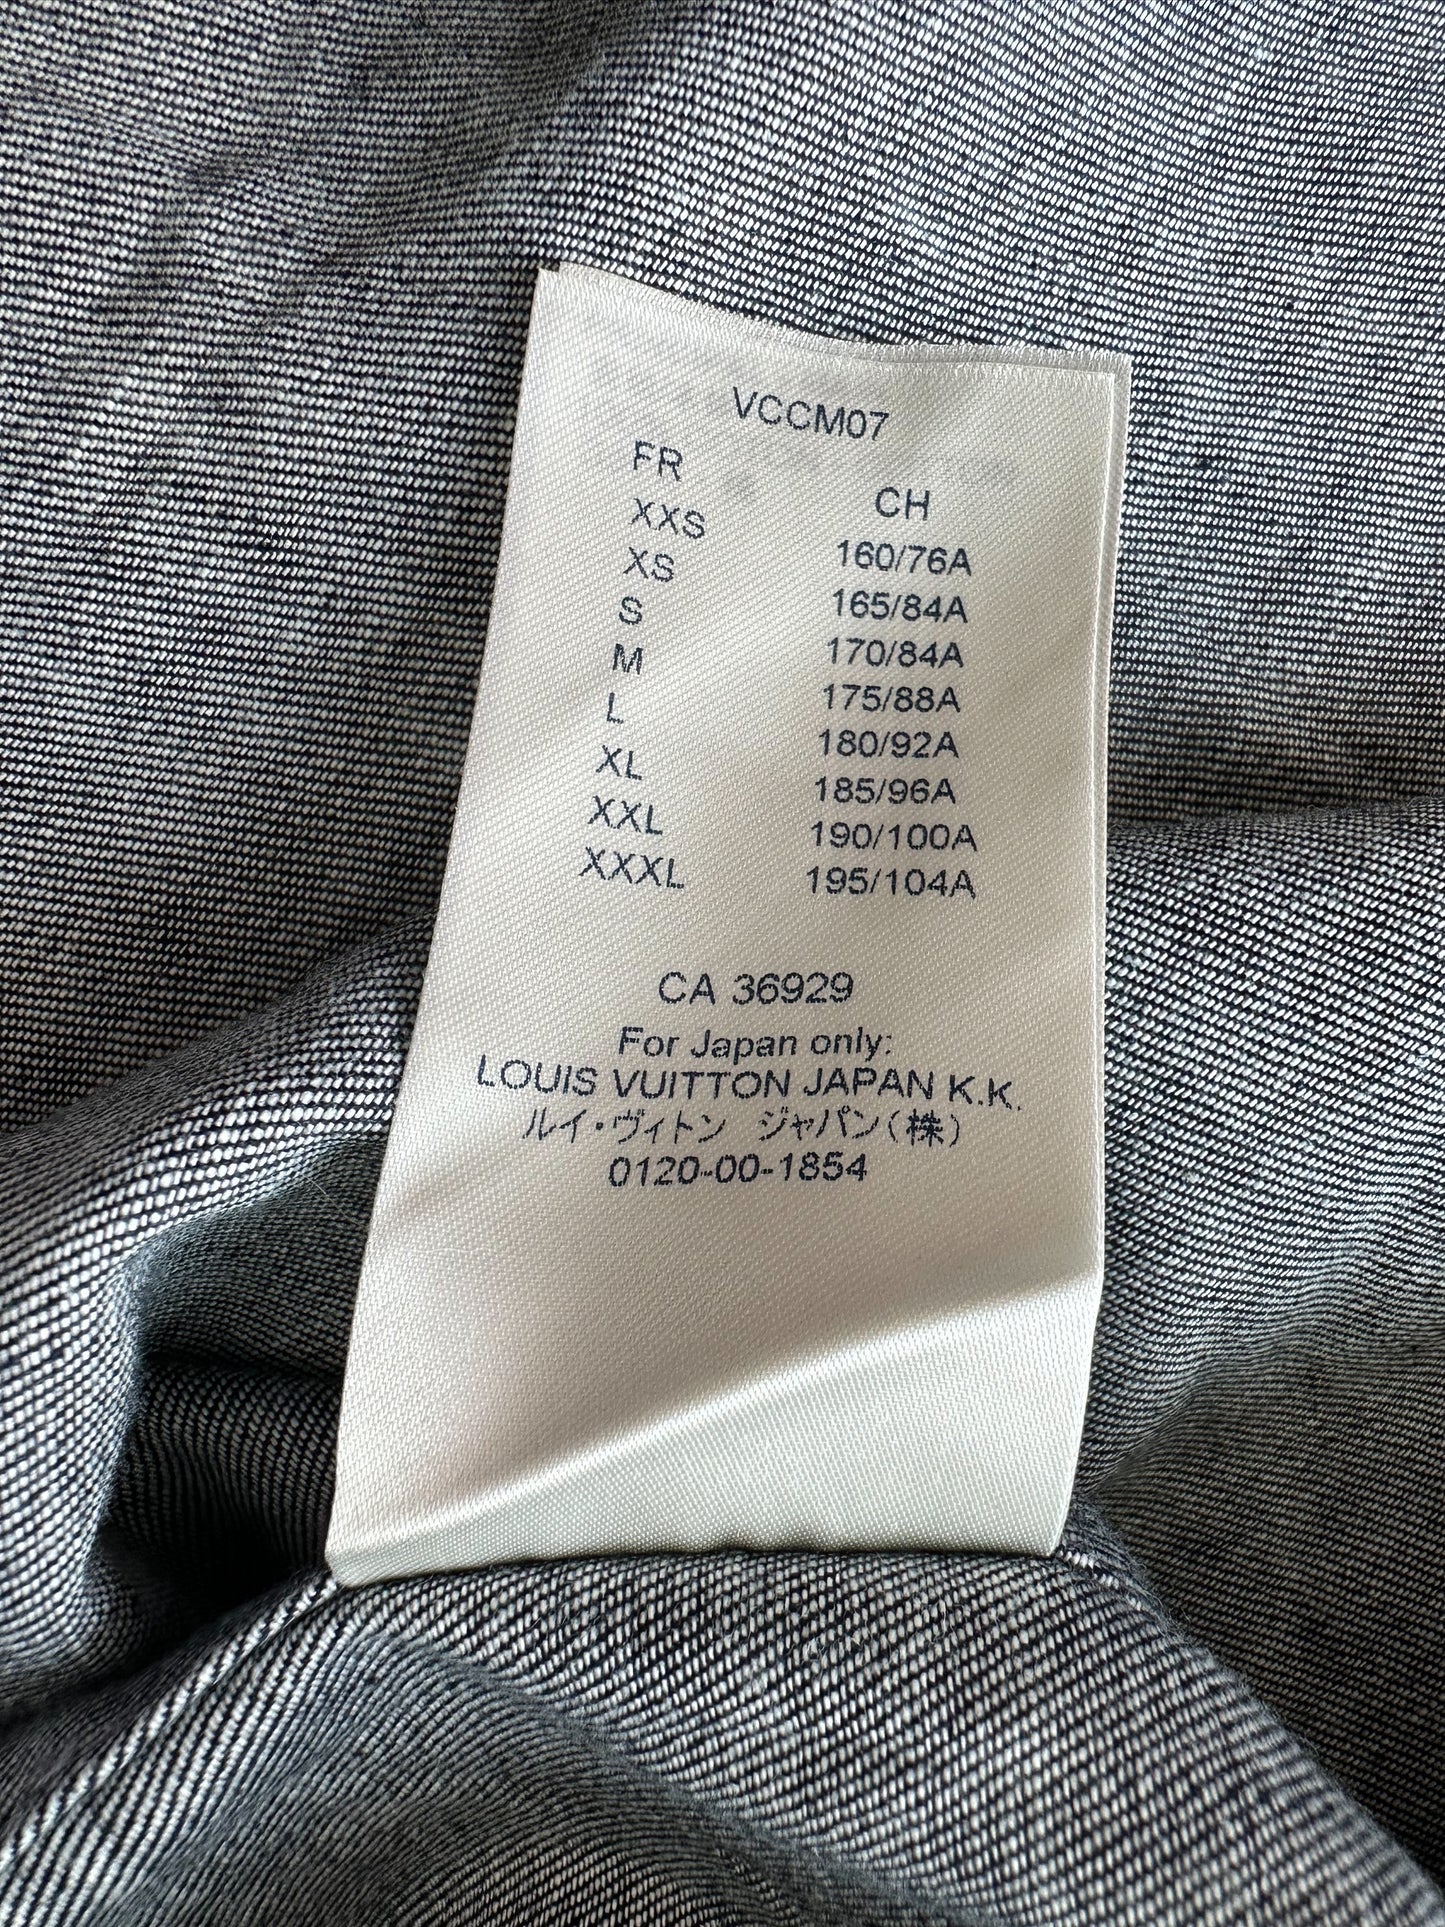 VCCM07
FR CH
XXS 160/76A
XS 165/84A
S 170/84A
M 175/88A
L 180/92A
XL 185/96A
XXL 190/100A
XXXL 195/104A
CA 36929
For Japan only:
LOUIS VUITTON JAPAN K.K.
ルイ・ヴィトン ジャパン(株)
0120-00-1854